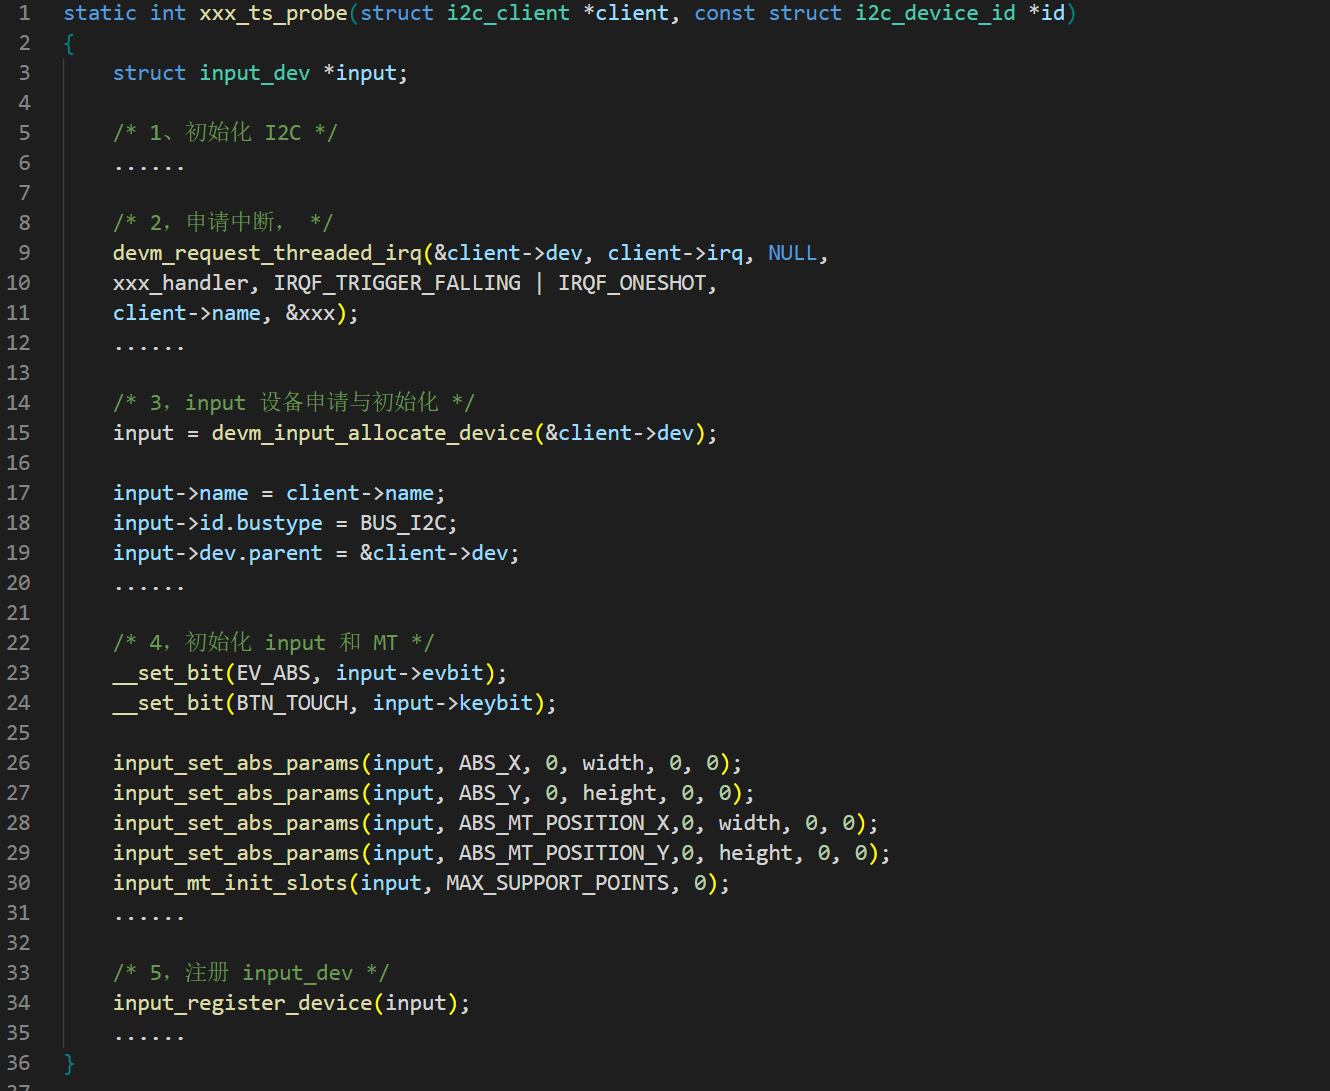 1 static int xxx_ts_probe(struct i2c_client *client, const struct i2c_device_id *id)
2 {
3 struct input_dev *input;
4
5 /* 1、初始化 I2C */
6 ......
7
8 /* 2，申请中断， */
9 devm_request_threaded_irq(&client->dev, client->irq, NULL,
10 xxx_handler, IRQF_TRIGGER_FALLING | IRQF_ONESHOT,
11 client->name, &xxx);
12 ......
13
14 /* 3，input 设备申请与初始化 */
15 input = devm_input_allocate_device(&client->dev);
16
17 input->name = client->name;
18 input->id.bustype = BUS_I2C;
19 input->dev.parent = &client->dev;
20 ......
21
22 /* 4，初始化 input 和 MT */
23 __set_bit(EV_ABS, input->evbit);
24 __set_bit(BTN_TOUCH, input->keybit);
25
26 input_set_abs_params(input, ABS_X, 0, width, 0, 0);
27 input_set_abs_params(input, ABS_Y, 0, height, 0, 0);
28 input_set_abs_params(input, ABS_MT_POSITION_X,0, width, 0, 0);
29 input_set_abs_params(input, ABS_MT_POSITION_Y,0, height, 0, 0);
30 input_mt_init_slots(input, MAX_SUPPORT_POINTS, 0);
31 ......
32
33 /* 5，注册 input_dev */
34 input_register_device(input);
35 ......
36 }
37